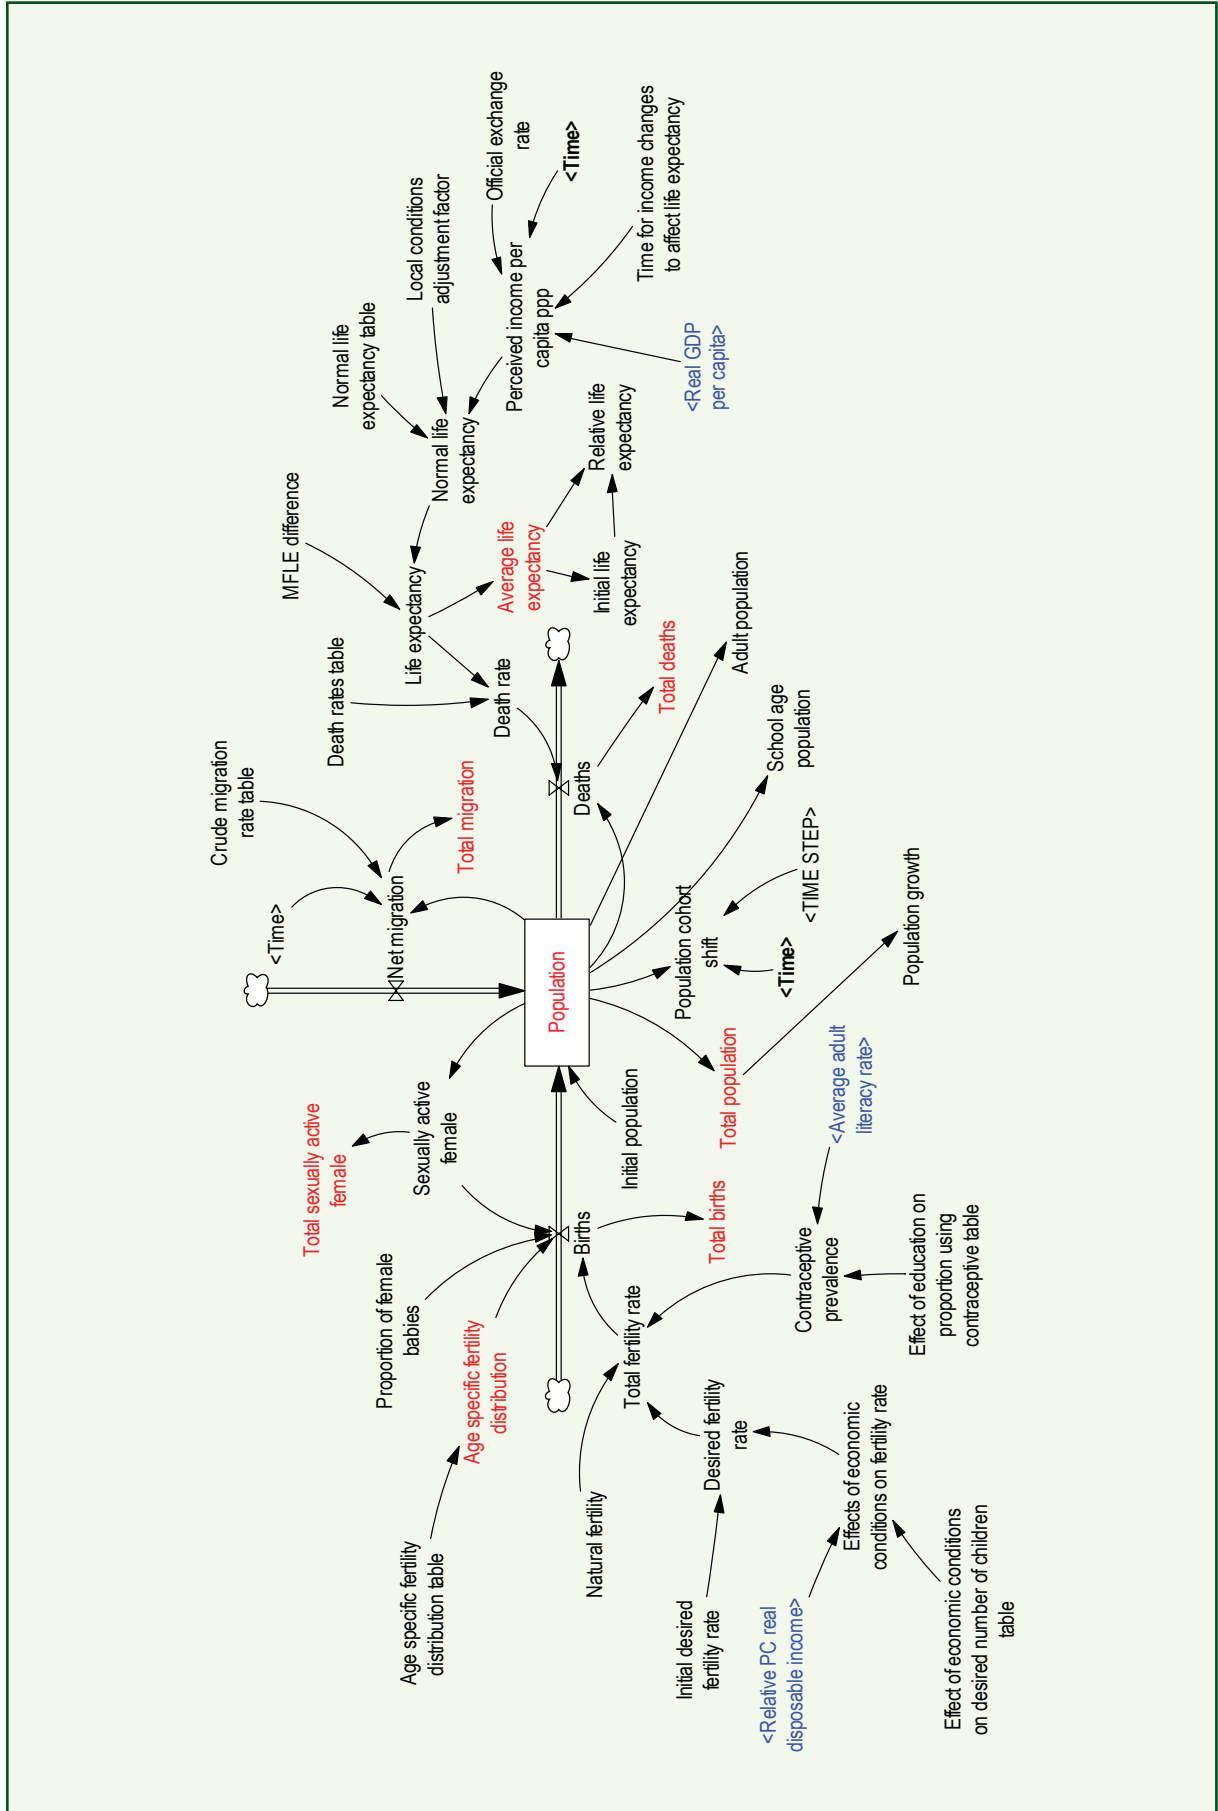 Crude migration
rate table
<Time>
Net migration
Total migration
Death rates table
Death rate
MFLE difference
Life expectancy
Normal life
expectancy table
Local conditions
adjustment factor
Normal life
expectancy
Official exchange
rate
<Time>
Perceived income per
capita ppp
Time for income changes
to affect life expectancy
<Real GDP
per capita>
Average life
expectancy
Relative life
expectancy
Initial life
expectancy
Total sexually active
female
Sexually active
female
Proportion of female
babies
Age specific fertility
distribution table
Age specific fertility
distribution
Population
Deaths
Total deaths
Adult population
School age
population
Population cohort
shift
<TIME STEP>
<Time>
Population growth
Total population
Initial population
Births
Total births
Natural fertility
Total fertility rate
Initial desired
fertility rate
Desired fertility
rate
Contraceptive
prevalence
<Average adult
literacy rate>
Effect of education on
proportion using
contraceptive table
<Relative PC real
disposable income>
Effects of economic
conditions on fertility rate
Effect of economic conditions
on desired number of children
table